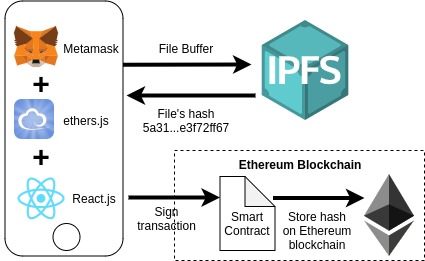 Metamask
+
ethers.js
+
React.js
File Buffer
IPFS
File's hash
5a31...e3f72ff67
Ethereum Blockchain
Sign
transaction
Smart
Contract
Store hash
on Ethereum
blockchain